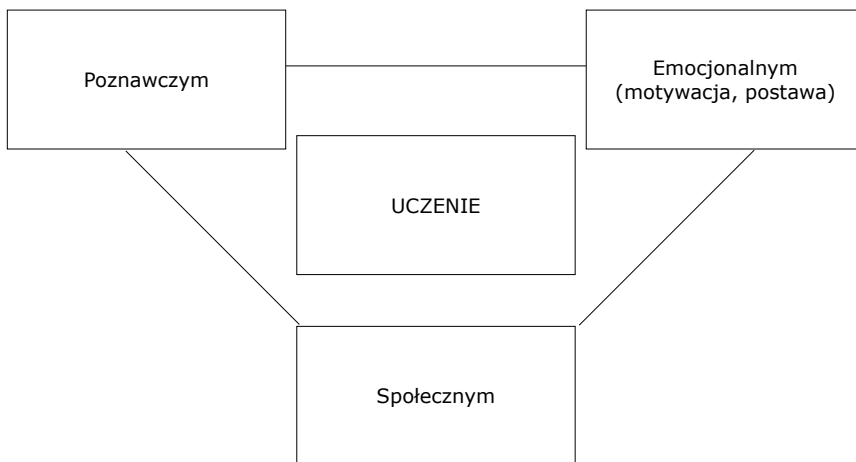 Poznawczym
Emocjonalnym
(motywacja, postawa)
UCZENIE
Społecznym